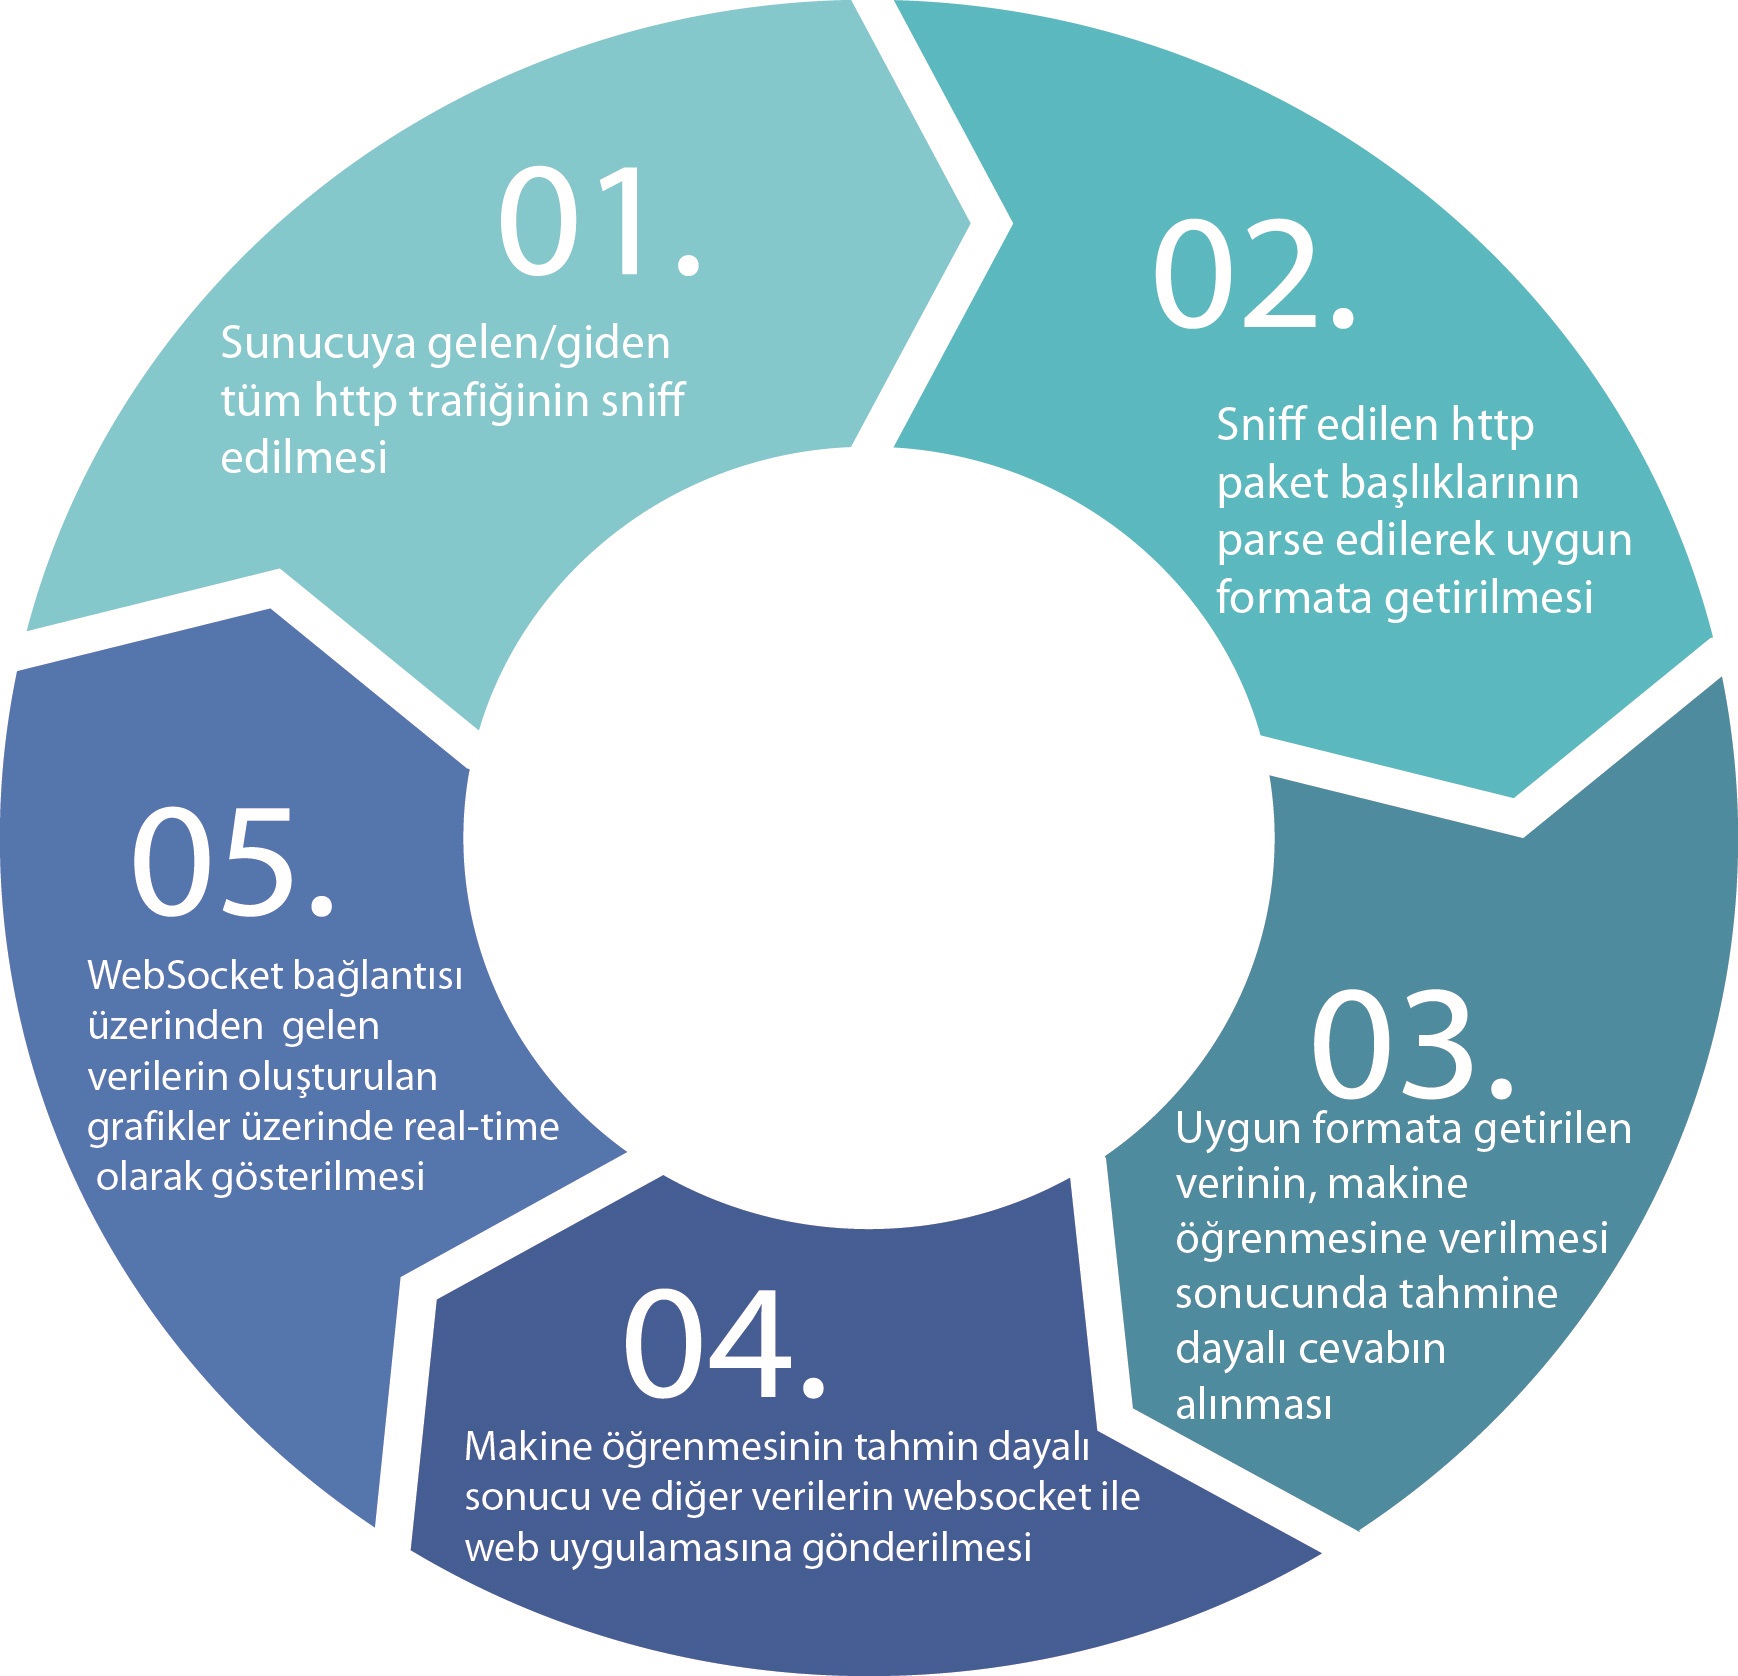 01.
Sunucuya gelen/giden
tüm http trafiğinin sniff
edilmesi
02.
Sniff edilen http
paket başlıklarının
parse edilerek uygun
formata getirilmesi
03.
Uygun formata getirilen
verinin, makine
öğrenmesine verilmesi
sonucunda tahmine
dayalı cevabın
alınması
04.
Makine öğrenmesinin tahmin dayalı
sonucu ve diğer verilerin websocket ile
web uygulamasına gönderilmesi
05.
WebSocket bağlantısı
üzerinden  gelen
verilerin oluşturulan
grafikler üzerinde real-time
olarak gösterilmesi